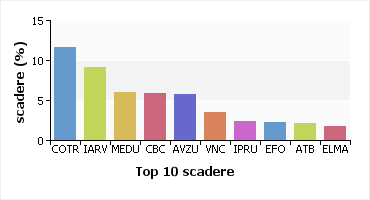 15
10
5
0
scadere (%)
COTR IARV MEDU CBC AVZU VNC IPRU EFO ATB ELMA
Top 10 scadere